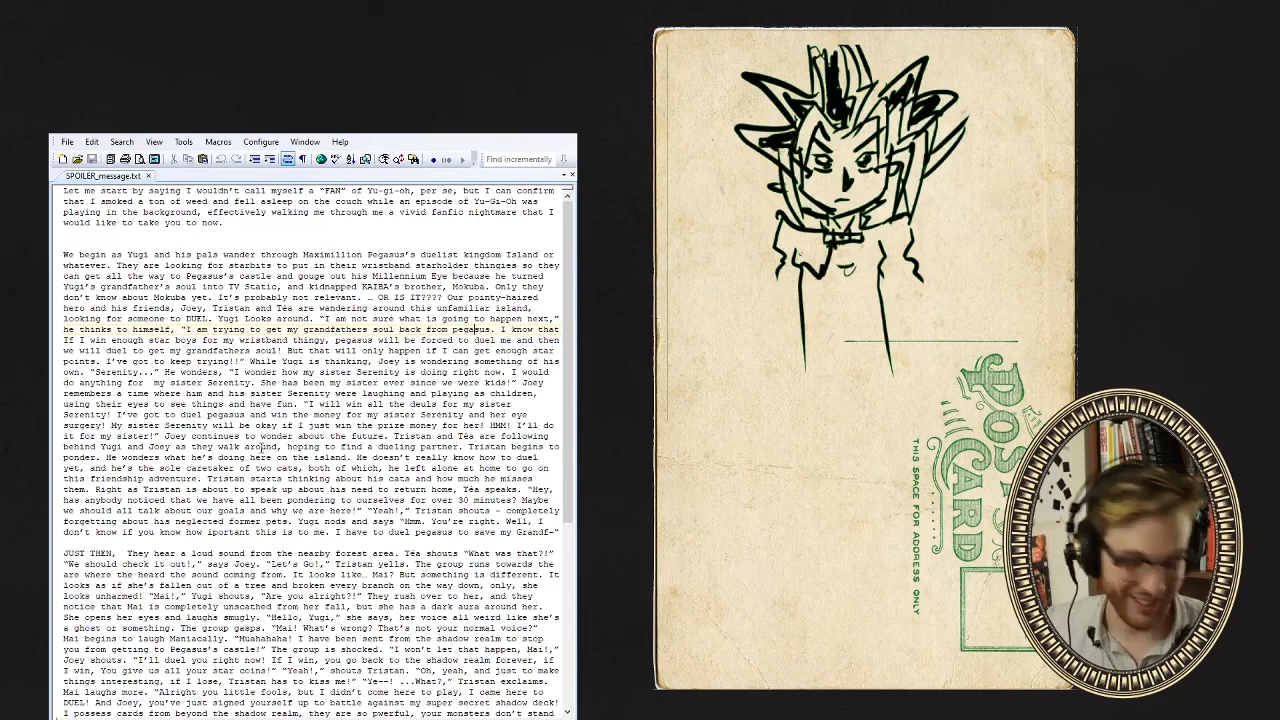 File Edit Search View Tools Macros Configure Window Help
Find incrementally
SPOILER_message.txt
Let me start by saying I wouldn't call myself a "FAN" of Yu-gi-oh, per se, but I can confirm
that I smoked a ton of weed and fell asleep on the couch while an episode of Yu-Gi-Oh was
playing in the background, effectively walking me through me a vivid fanfic nightmare that I
would like to take you to now.
We begin as Yugi and his pals wander through Maximillion Pegasus's duelist kingdom Island or
whatever. They are looking for starbits to put in their wristband starholder thingies so they
can get all the way to Pegasus's castle and gouge out his Millennium Eye because he turned
Yugi's grandfather's soul into TV Static, and kidnapped KAIBA's brother, Mokuba. Only they
don't know about Mokuba yet. It's probably not relevant. … OR IS IT???? Our pointy-haired
hero and his friends, Joey, Tristan and Téa are wandering around this unfamiliar island,
looking for someone to DUEL. Yugi Looks around. "I am not sure what is going to happen next,"
he thinks to himself, "I am trying to get my grandfathers soul back from pegasus. I know that
If I win enough star boys for my wristband thingy, pegasus will be forced to duel me and then
we will duel to get my grandfathers soul! But that will only happen if I can get enough star
points. I've got to keep trying!!" While Yugi is thinking, Joey is wondering something of his
own. "Serenity..." He wonders, "I wonder how my sister Serenity is doing right now. I would
do anything for  my sister Serenity. She has been my sister ever since we were kids!" Joey
remembers a time where him and his sister Serenity were laughing and playing as children,
using their eyes to see things and have fun. "I will win all the deuls for my sister
Serenity! I've got to duel pegasus and win the money for my sister Serenity and her eye
surgery! My sister Serenity will be okay if I just win the prize money for her! HMM! I'll do
it for my sister!" Joey continues to wonder about the future. Tristan and Téa are following
behind Yugi and Joey as they walk around, hoping to find a dueling partner. Tristan begins to
ponder. He wonders what he's doing here on the island. He doesn't really know how to duel
yet, and he's the sole caretaker of two cats, both of which, he left alone at home to go on
this friendship adventure. Tristan starts thinking about his cats and how much he misses
them. Right as Tristan is about to speak up about his need to return home, Téa speaks. "Hey,
has anybody noticed that we have all been pondering to ourselves for over 30 minutes? Maybe
we should all talk about our goals and why we are here!" "Yeah!," Tristan shouts – completely
forgetting about his neglected former pets. Yugi nods and says "Hmm. You're right. Well, I
don't know if you know how iportant this is to me. I have to duel pegasus to save my Grandf—"
JUST THEN,  They hear a loud sound from the nearby forest area. Téa shouts "What was that?!"
"We should check it out!," says Joey. "Let's Go!," Tristan yells. The group runs towards the
are where the heard the sound coming from. It looks like… Mai? But something is different. It
looks as if she's fallen out of a tree and broken every branch on the way down, only, she
looks unharmed! "Mai!," Yugi shouts, "Are you alright?!" They rush over to her, and they
notice that Mai is completely unscathed from her fall, but she has a dark aura around her.
She opens her eyes and laughs smugly. "Hello, Yugi," she says, her voice all weird like she's
a ghost or something. The group gasps. "Mai! What's wrong? That's not your normal voice?"
Mai begins to laugh Maniacally. "Muahahaha! I have been sent from the shadow realm to stop
you from getting to Pegasus's castle!" The group is shocked. "I won't let that happen, Mai!,"
Joey shouts. "I'll duel you right now! If I win, you go back to the shadow realm forever, if
I win, You give us all your star coins!" "Yeah!," shouts Tristan. "Oh, yeah, and just to make
things interesting, if I lose, Tristan has to kiss me!" "Ye--! ...What?," Tristan exclaims.
Mai laughs more. "Alright you little fools, but I didn't come here to play, I came here to
DUEL! And Joey, you've just signed yourself up to battle against my super secret shadow deck!
I possess cards from beyond the shadow realm, they are so pwerful, your monsters don't stand
POST CARD
THIS SPACE FOR ADDRESS ONLY